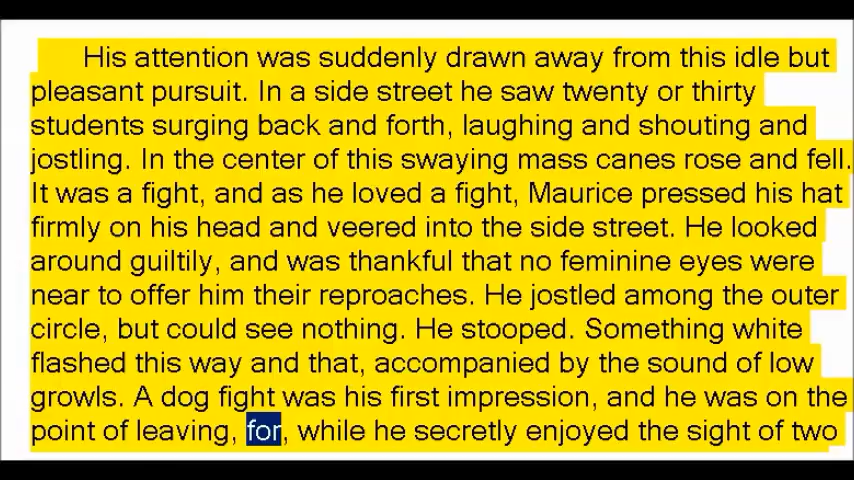 His attention was suddenly drawn away from this idle but
pleasant pursuit. In a side street he saw twenty or thirty
students surging back and forth, laughing and shouting and
jostling. In the center of this swaying mass canes rose and fell.
It was a fight, and as he loved a fight, Maurice pressed his hat
firmly on his head and veered into the side street. He looked
around guiltily, and was thankful that no feminine eyes were
near to offer him their reproaches. He jostled among the outer
circle, but could see nothing. He stooped. Something white
flashed this way and that, accompanied by the sound of low
growls. A dog fight was his first impression, and he was on the
point of leaving, for, while he secretly enjoyed the sight of two